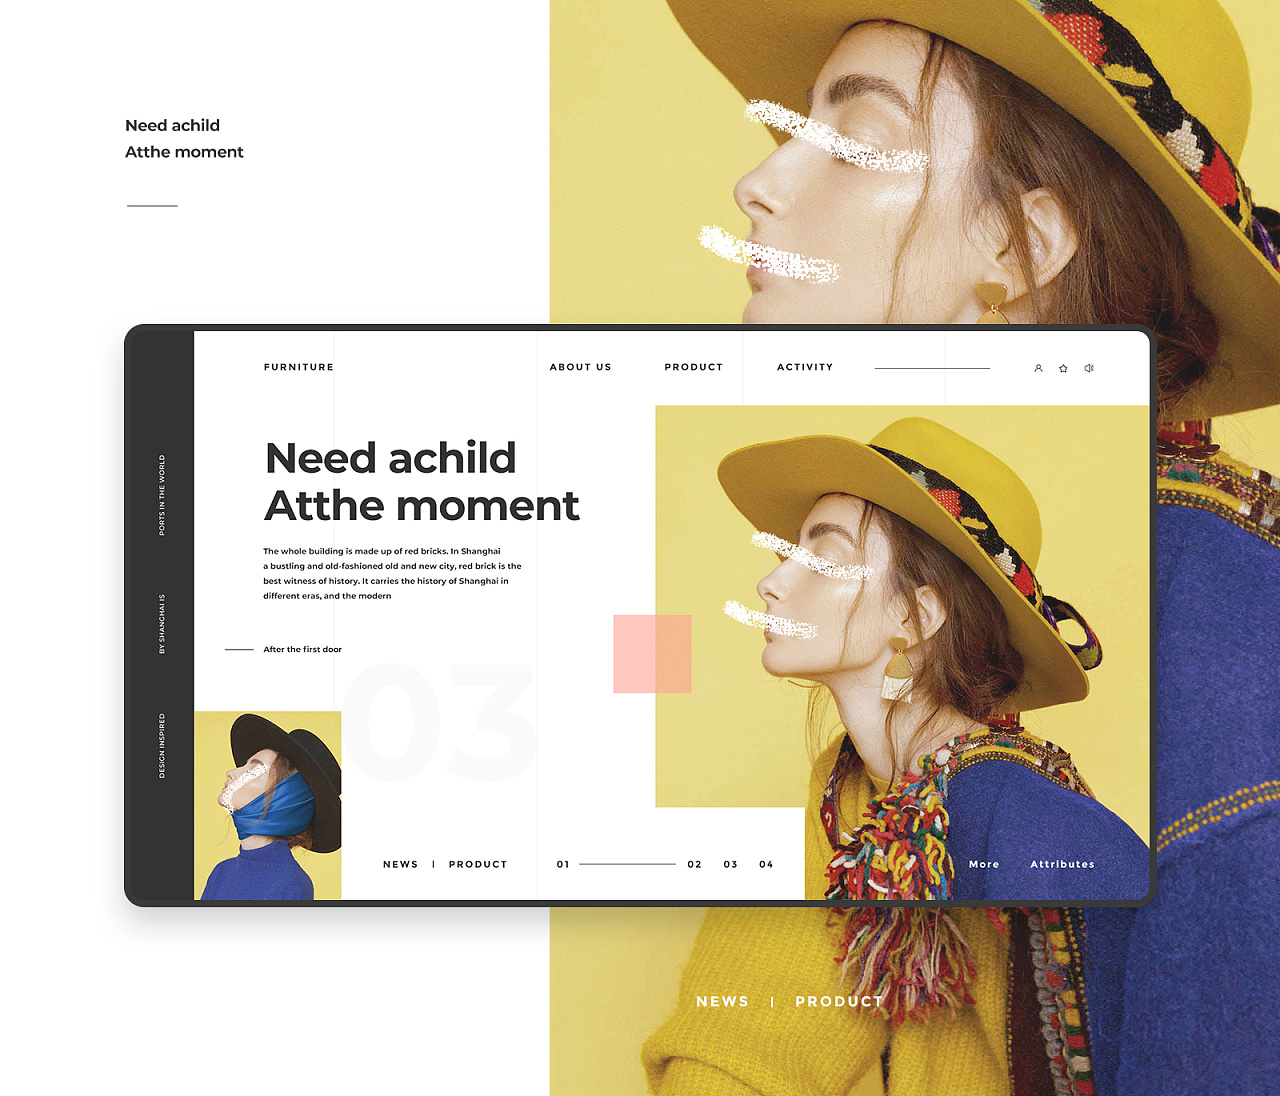 Need achild
Atthe moment
FURNITURE
ABOUT US
PRODUCT
ACTIVITY
PORTS IN THE WORLD
BY SHANGHAI IS
DESIGN INSPIRED
Need achild
Atthe moment
The whole building is made up of red bricks. In Shanghai
a bustling and old-fashioned old and new city, red brick is the
best witness of history. It carries the history of Shanghai in
different eras, and the modern
After the first door
03
NEWS | PRODUCT
01
02
03
04
More
Attributes
NEWS | PRODUCT